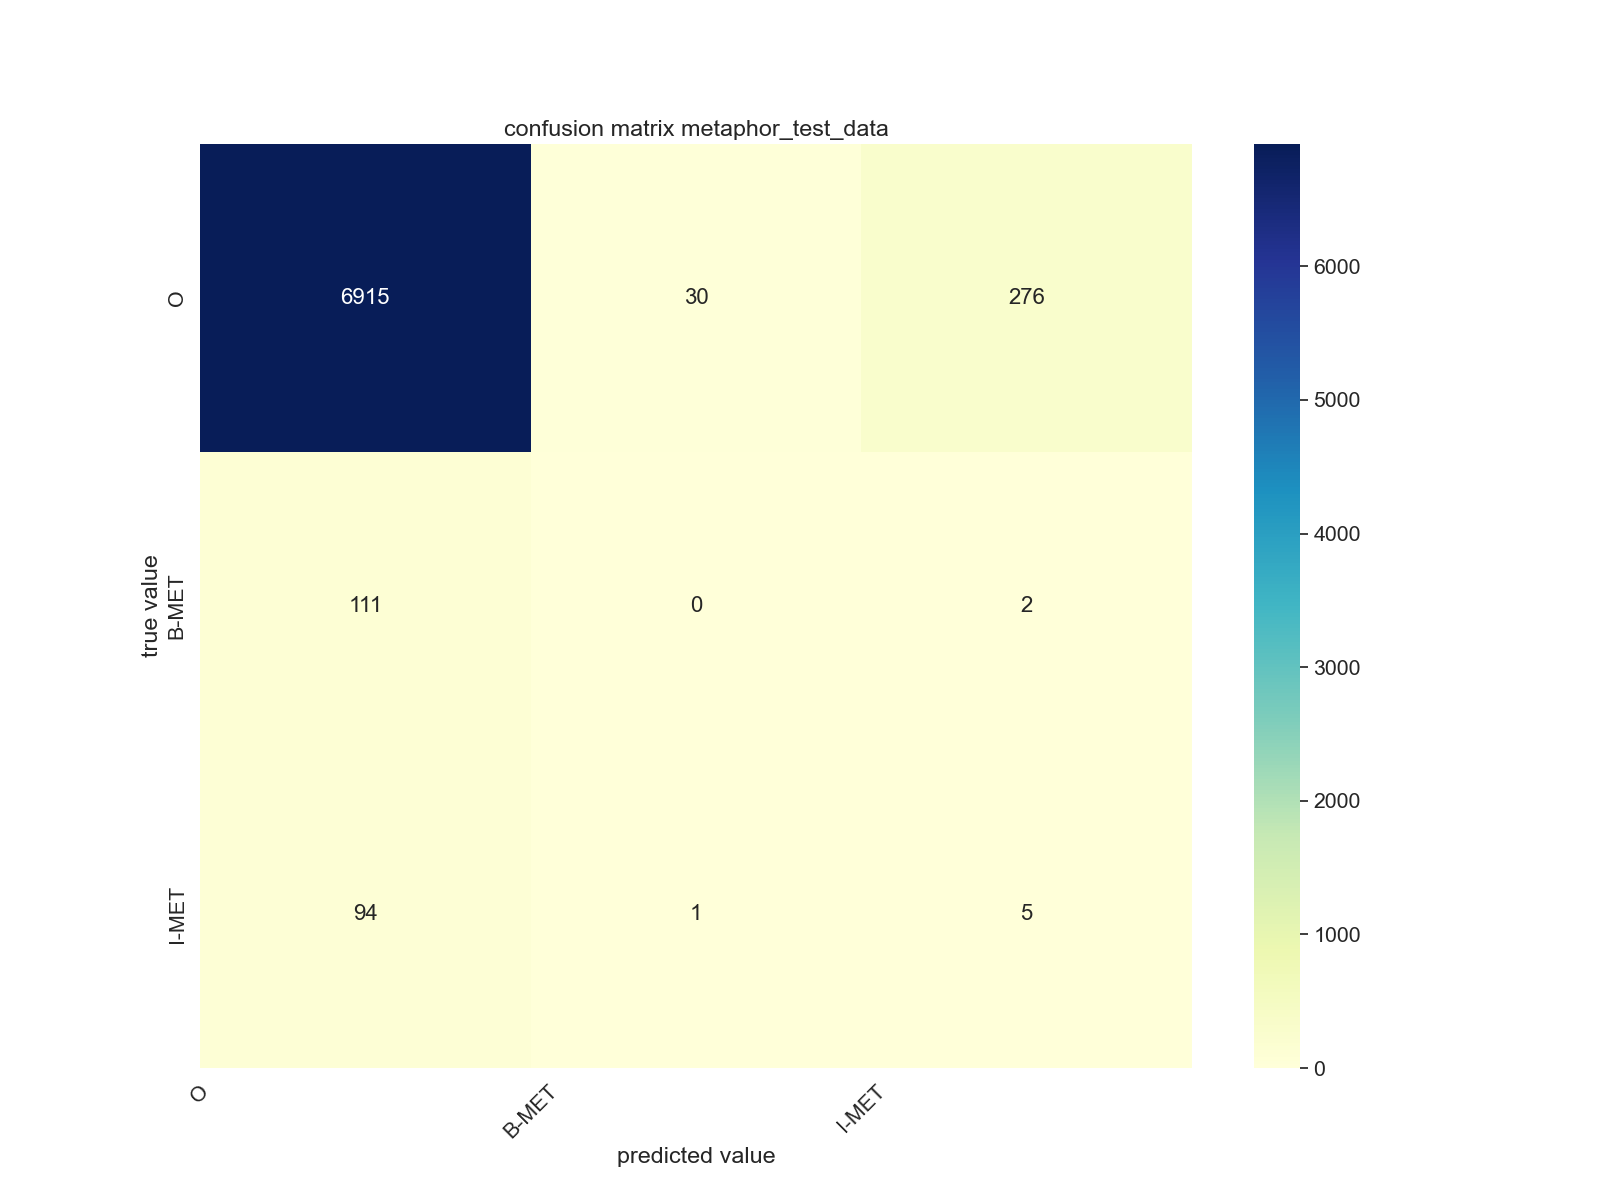 confusion matrix metaphor_test_data
6915 30 276
111 0 2
94 1 5
O
B-MET
I-MET
true value
O B-MET I-MET
predicted value
6000
5000
4000
3000
2000
1000
0